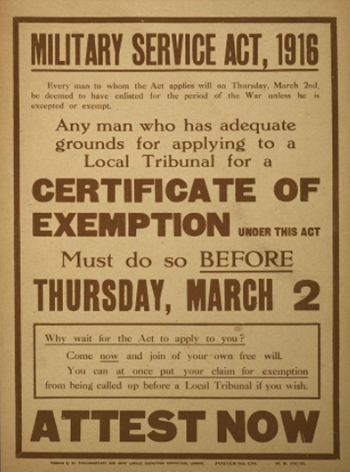 MILITARY SERVICE ACT, 1916
Every man to whom the Act applies will on Thursday, March 2nd,
be deemed to have enlisted for the period of the War unless he is
excepted or exempt.
Any man who has adequate
grounds for applying to a
Local Tribunal for a
CERTIFICATE OF
EXEMPTION UNDER THIS ACT
Must do so BEFORE
THURSDAY, MARCH 2
Why wait for the Act to apply to you?
Come now and join of your own free will.
You can at once put your claim for exemption
from being called up before a Local Tribunal if you wish.
ATTEST NOW